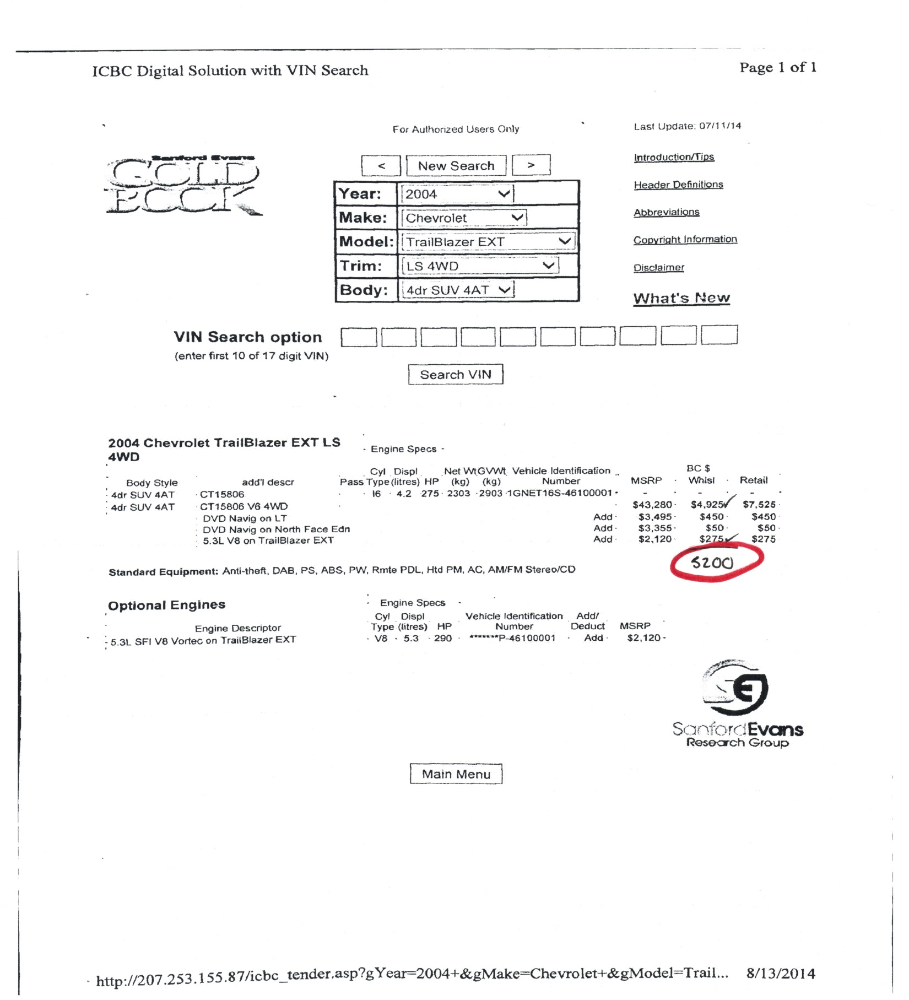 ICBC Digital Solution with VIN Search Page 1 of 1
For Authorized Users Only
Last Update: 07/11/14
Sanford Evans
GOLD
BOOK
< New Search >
Year: 2004
Make: Chevrolet
Model: TrailBlazer EXT
Trim: LS 4WD
Body: 4dr SUV 4AT
Introduction/Tips
Header Definitions
Abbreviations
Copyright Information
Disclaimer
What's New
VIN Search option
(enter first 10 of 17 digit VIN)
Search VIN
2004 Chevrolet TrailBlazer EXT LS
4WD
- Engine Specs -
Cyl Displ Net Wt GVWt Vehicle Identification BC $
Body Style add'l descr Pass Type (litres) HP (kg) (kg) Number MSRP Whlsl Retail
4dr SUV 4AT CT15806 I6 4.2 275 2303 2903 1GNET16S-46100001 - - -
4dr SUV 4AT CT15806 V6 4WD $43,280 $4,925 $7,525
DVD Navig on LT Add $3,495 $450 $450
DVD Navig on North Face Edn Add $3,355 $50 $50
5.3L V8 on TrailBlazer EXT Add $2,120 $275 $275
5200
Standard Equipment: Anti-theft, DAB, PS, ABS, PW, Rmte PDL, Htd PM, AC, AM/FM Stereo/CD
Optional Engines
- Engine Specs -
Cyl Displ Vehicle Identification Add/
Engine Descriptor Type (litres) HP Number Deduct MSRP
5.3L SFI V8 Vortec on TrailBlazer EXT V8 5.3 290 *******P-46100001 Add $2,120
SE
SanfordEvans
Research Group
Main Menu
http://207.253.155.87/icbc_tender.asp?gYear=2004+&gMake=Chevrolet+&gModel=Trail... 8/13/2014